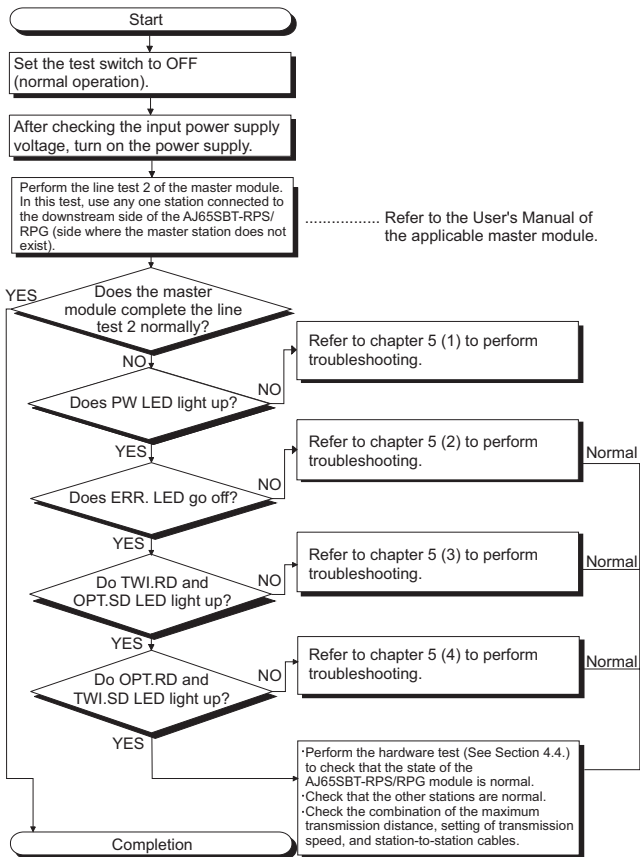 Start
Set the test switch to OFF
(normal operation).
After checking the input power supply
voltage, turn on the power supply.
Perform the line test 2 of the master module.
In this test, use any one station connected to
the downstream side of the AJ65SBT-RPS/
RPG (side where the master station does not
exist).
................. Refer to the User's Manual of
the applicable master module.
YES
Does the master
module complete the line
test 2 normally?
NO
Refer to chapter 5 (1) to perform
troubleshooting.
Does PW LED light up?
NO
YES
Refer to chapter 5 (2) to perform
troubleshooting.
Normal
Does ERR. LED go off?
NO
YES
Refer to chapter 5 (3) to perform
troubleshooting.
Normal
Do TWI.RD and
OPT.SD LED light up?
NO
YES
Refer to chapter 5 (4) to perform
troubleshooting.
Normal
Do OPT.RD and
TWI.SD LED light up?
NO
YES
·Perform the hardware test (See Section 4.4.)
to check that the state of the
AJ65SBT-RPS/RPG module is normal.
·Check that the other stations are normal.
·Check the combination of the maximum
transmission distance, setting of transmission
speed, and station-to-station cables.
Completion